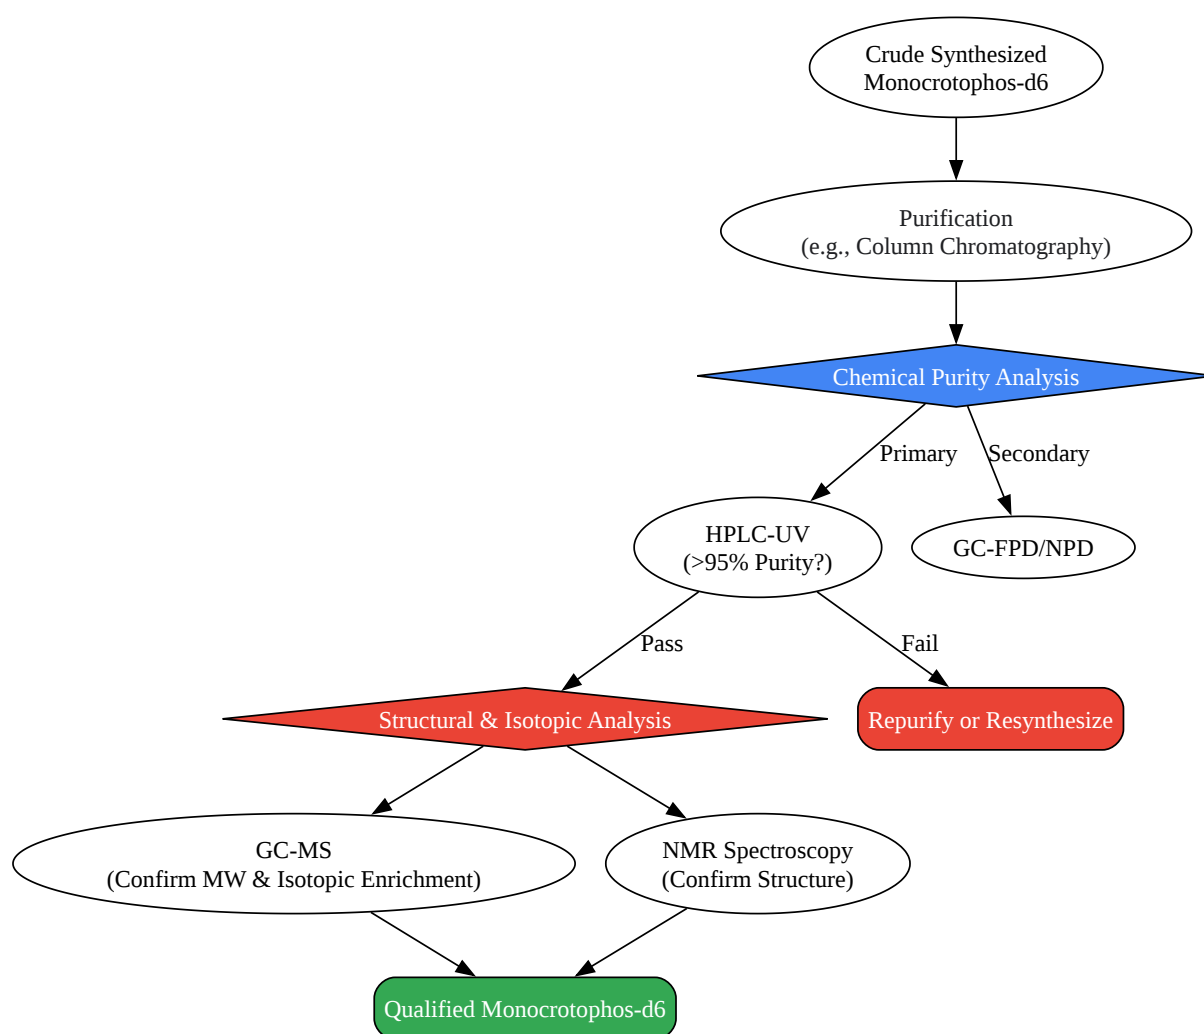 Crude Synthesized
Monocrotophos-d6
Purification
(e.g., Column Chromatography)
Chemical Purity Analysis
Primary
Secondary
HPLC-UV
(>95% Purity?)
GC-FPD/NPD
Pass
Fail
Structural & Isotopic Analysis
Repurify or Resynthesize
GC-MS
(Confirm MW & Isotopic Enrichment)
NMR Spectroscopy
(Confirm Structure)
Qualified Monocrotophos-d6